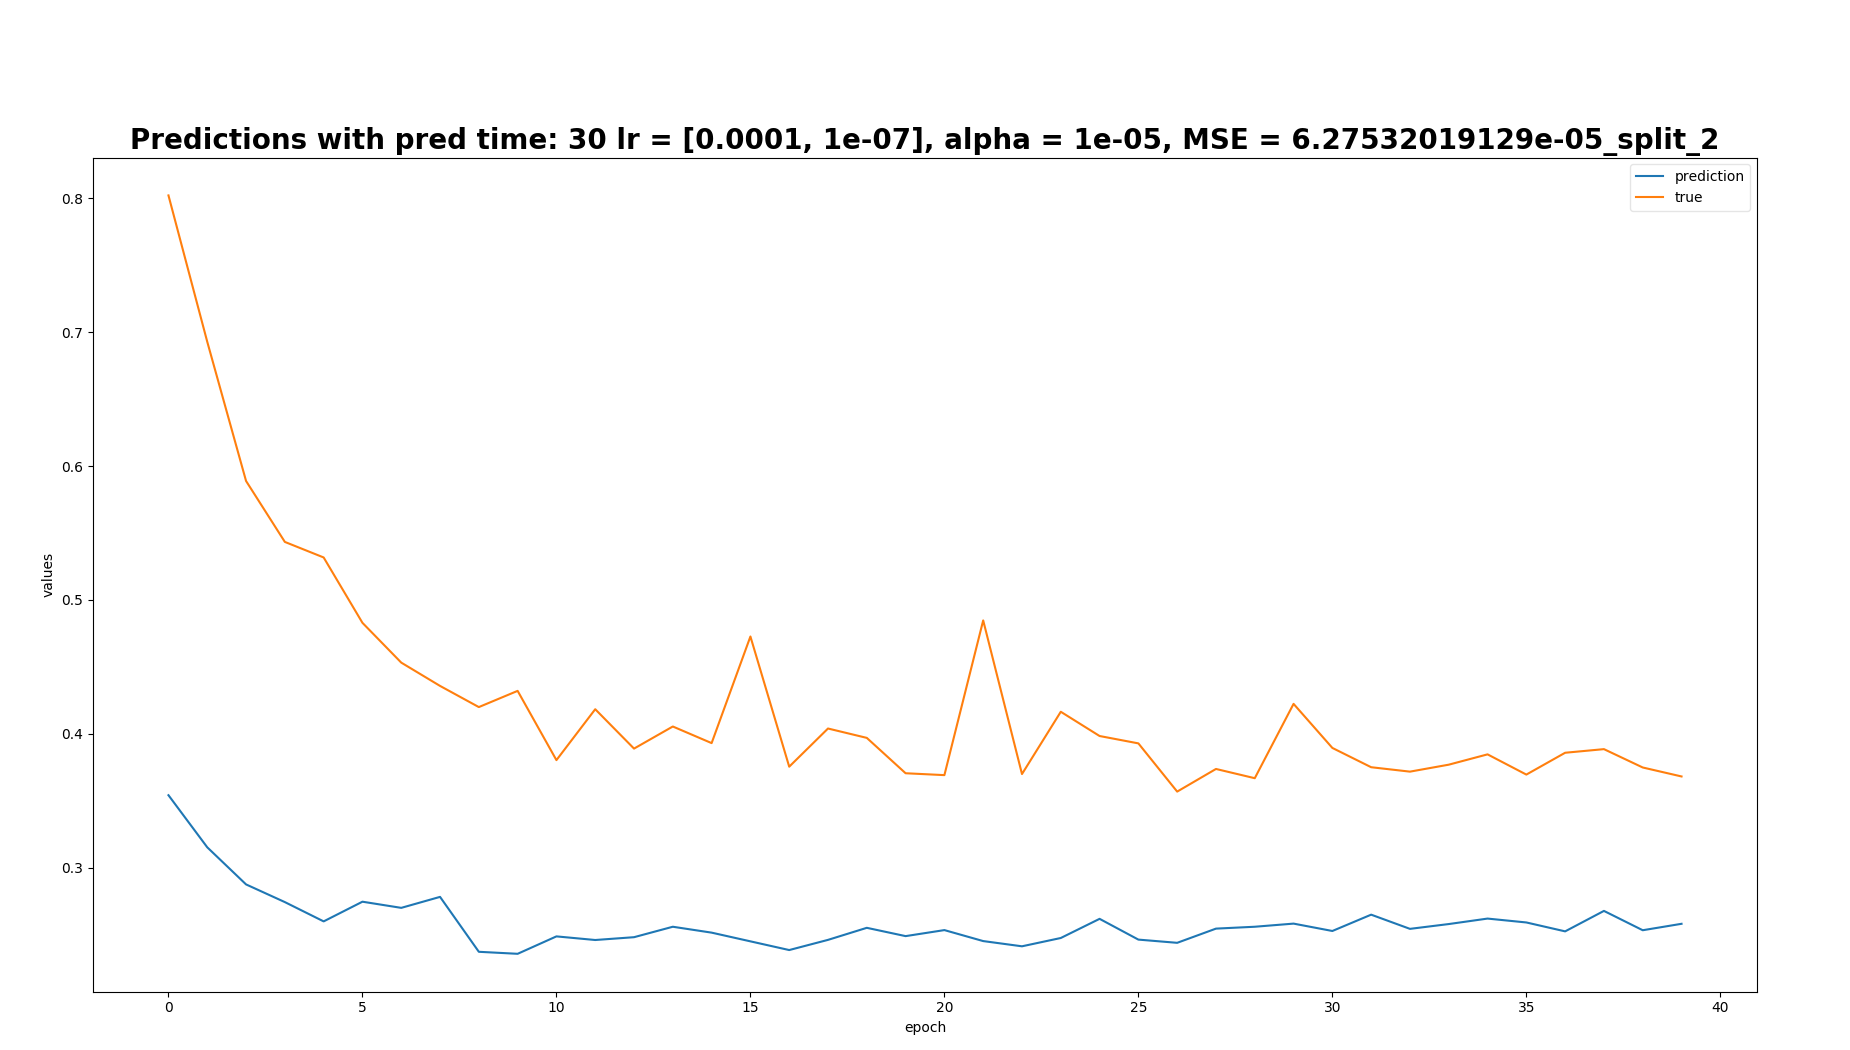 Predictions with pred time: 30 lr = [0.0001, 1e-07], alpha = 1e-05, MSE = 6.27532019129e-05_split_2
prediction
true
0.8
0.7
0.6
0.5
0.4
0.3
values
0 5 10 15 20 25 30 35 40
epoch